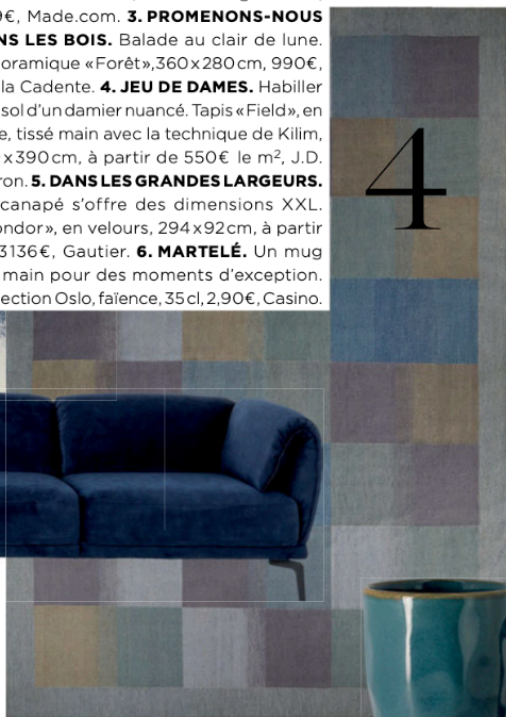 9€, Made.com. 3. PROMENONS-NOUS
NS LES BOIS. Balade au clair de lune.
oramique «Forêt», 360 x 280 cm, 990€,
la Cadente. 4. JEU DE DAMES. Habiller
sol d'un damier nuancé. Tapis «Field», en
e, tissé main avec la technique de Kilim,
x 390 cm, à partir de 550€ le m², J.D.
ron. 5. DANS LES GRANDES LARGEURS.
canapé s'offre des dimensions XXL.
ondor», en velours, 294 x 92 cm, à partir
3136€, Gautier. 6. MARTELÉ. Un mug
main pour des moments d'exception.
ection Oslo, faïence, 35 cl, 2,90€, Casino.
4